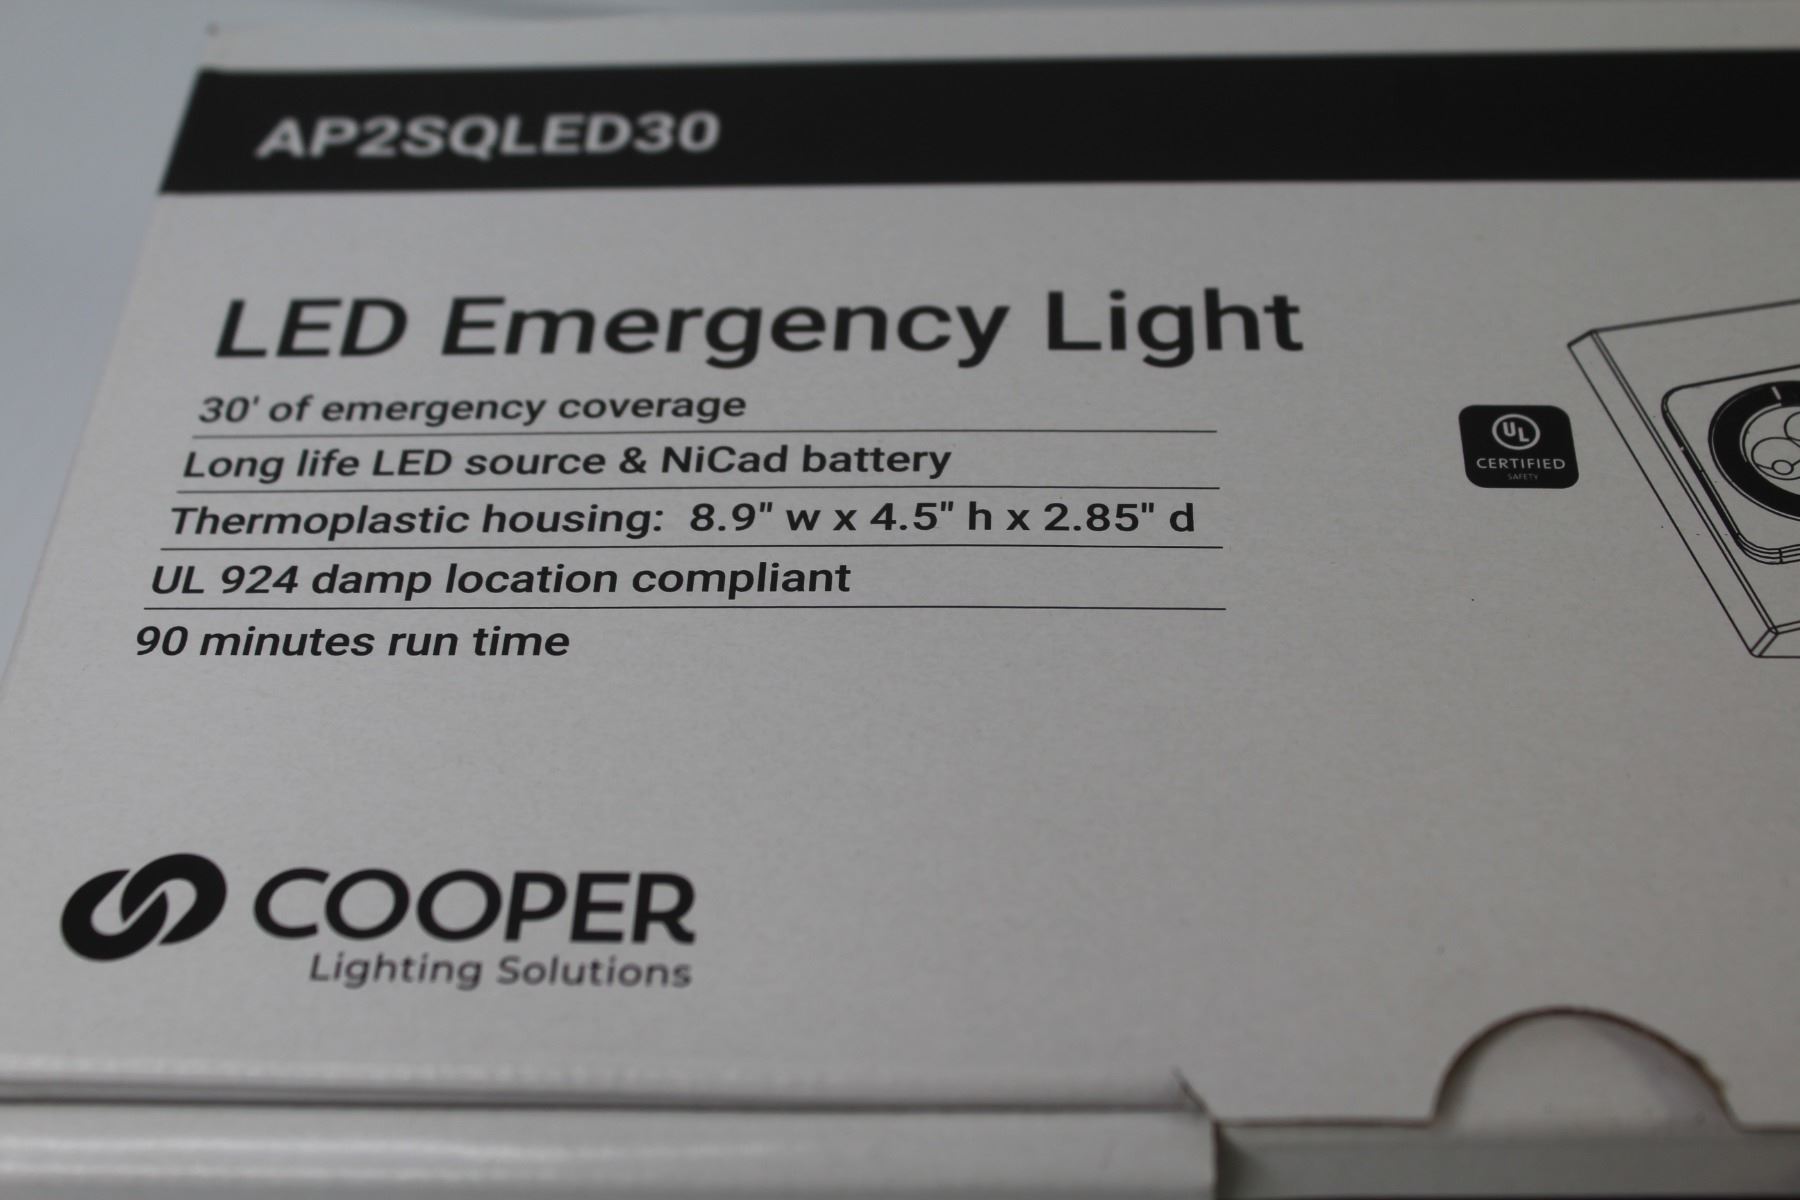 AP2SQLED30
LED Emergency Light
30' of emergency coverage
Long life LED source & NiCad battery
Thermoplastic housing: 8.9" w x 4.5" h x 2.85" d
UL 924 damp location compliant
90 minutes run time
UL
CERTIFIED
SAFETY
COOPER
Lighting Solutions